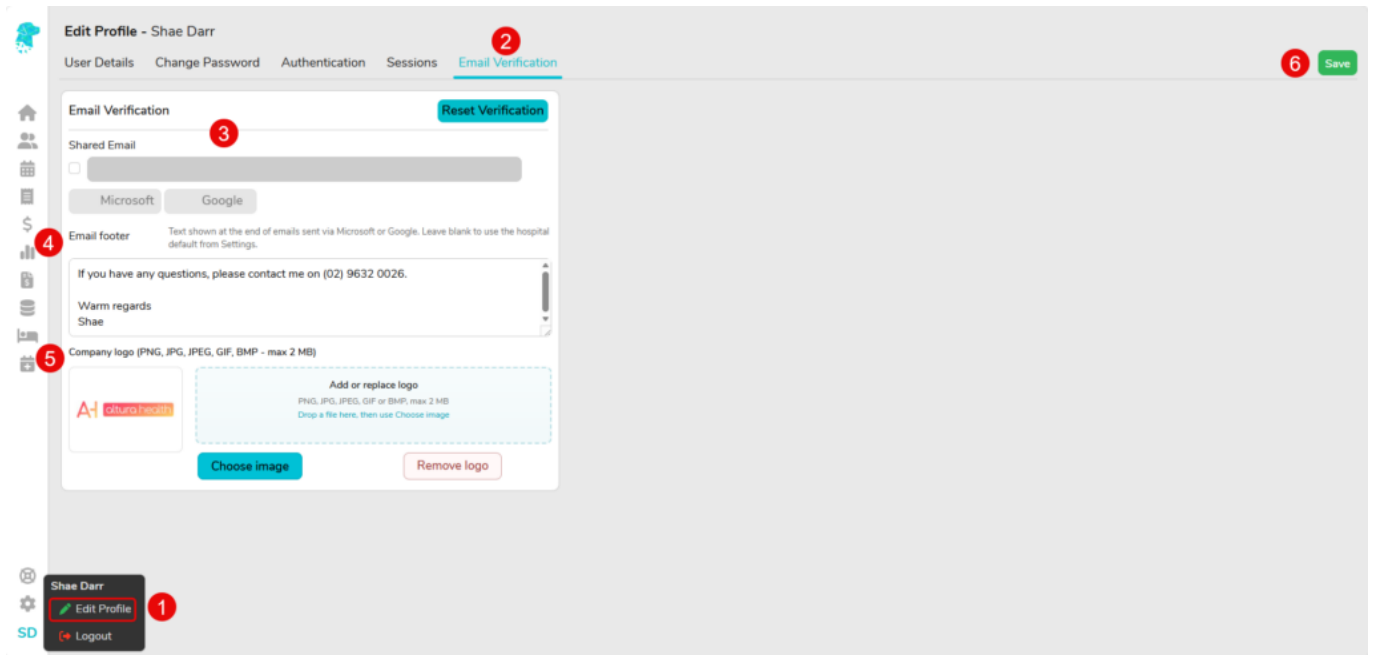 Edit Profile - Shae Darr
2
User Details Change Password Authentication Sessions Email Verification
6 Save
Email Verification Reset Verification
3
Shared Email
Microsoft Google
4
Email footer Text shown at the end of emails sent via Microsoft or Google. Leave blank to use the hospital
default from Settings.
If you have any questions, please contact me on (02) 9632 0026.
Warm regards
Shae
5
Company logo (PNG, JPG, JPEG, GIF, BMP - max 2 MB)
Add or replace logo
PNG, JPG, JPEG, GIF or BMP, max 2 MB
Drop a file here, then use Choose image
AH altura health
Choose image Remove logo
Shae Darr
Edit Profile 1
SD Logout